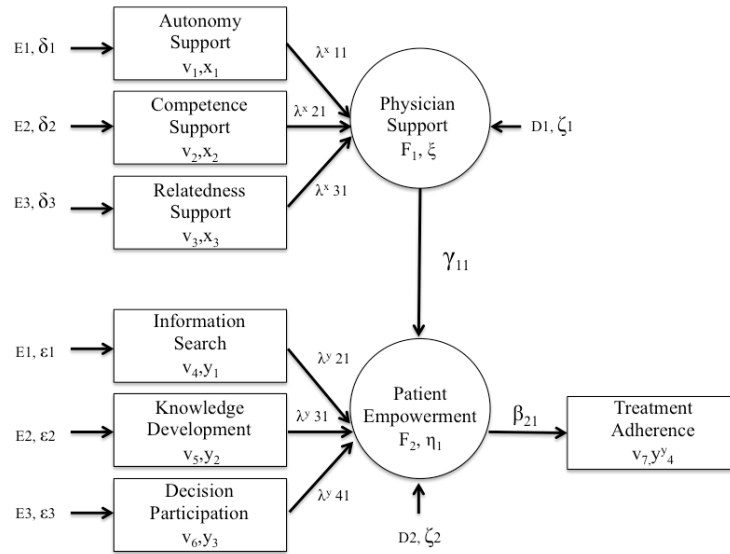 E1, δ1
Autonomy
Support
v₁,x₁
λˣ 11
E2, δ2
Competence
Support
v₂,x₂
λˣ 21
E3, δ3
Relatedness
Support
v₃,x₃
λˣ 31
Physician
Support
F₁, ξ
D1, ζ1
γ₁₁
E1, ε1
Information
Search
v₄,y₁
λʸ 21
E2, ε2
Knowledge
Development
v₅,y₂
λʸ 31
E3, ε3
Decision
Participation
v₆,y₃
λʸ 41
Patient
Empowerment
F₂, η₁
D2, ζ2
β₂₁
Treatment
Adherence
v₇,yʸ₄